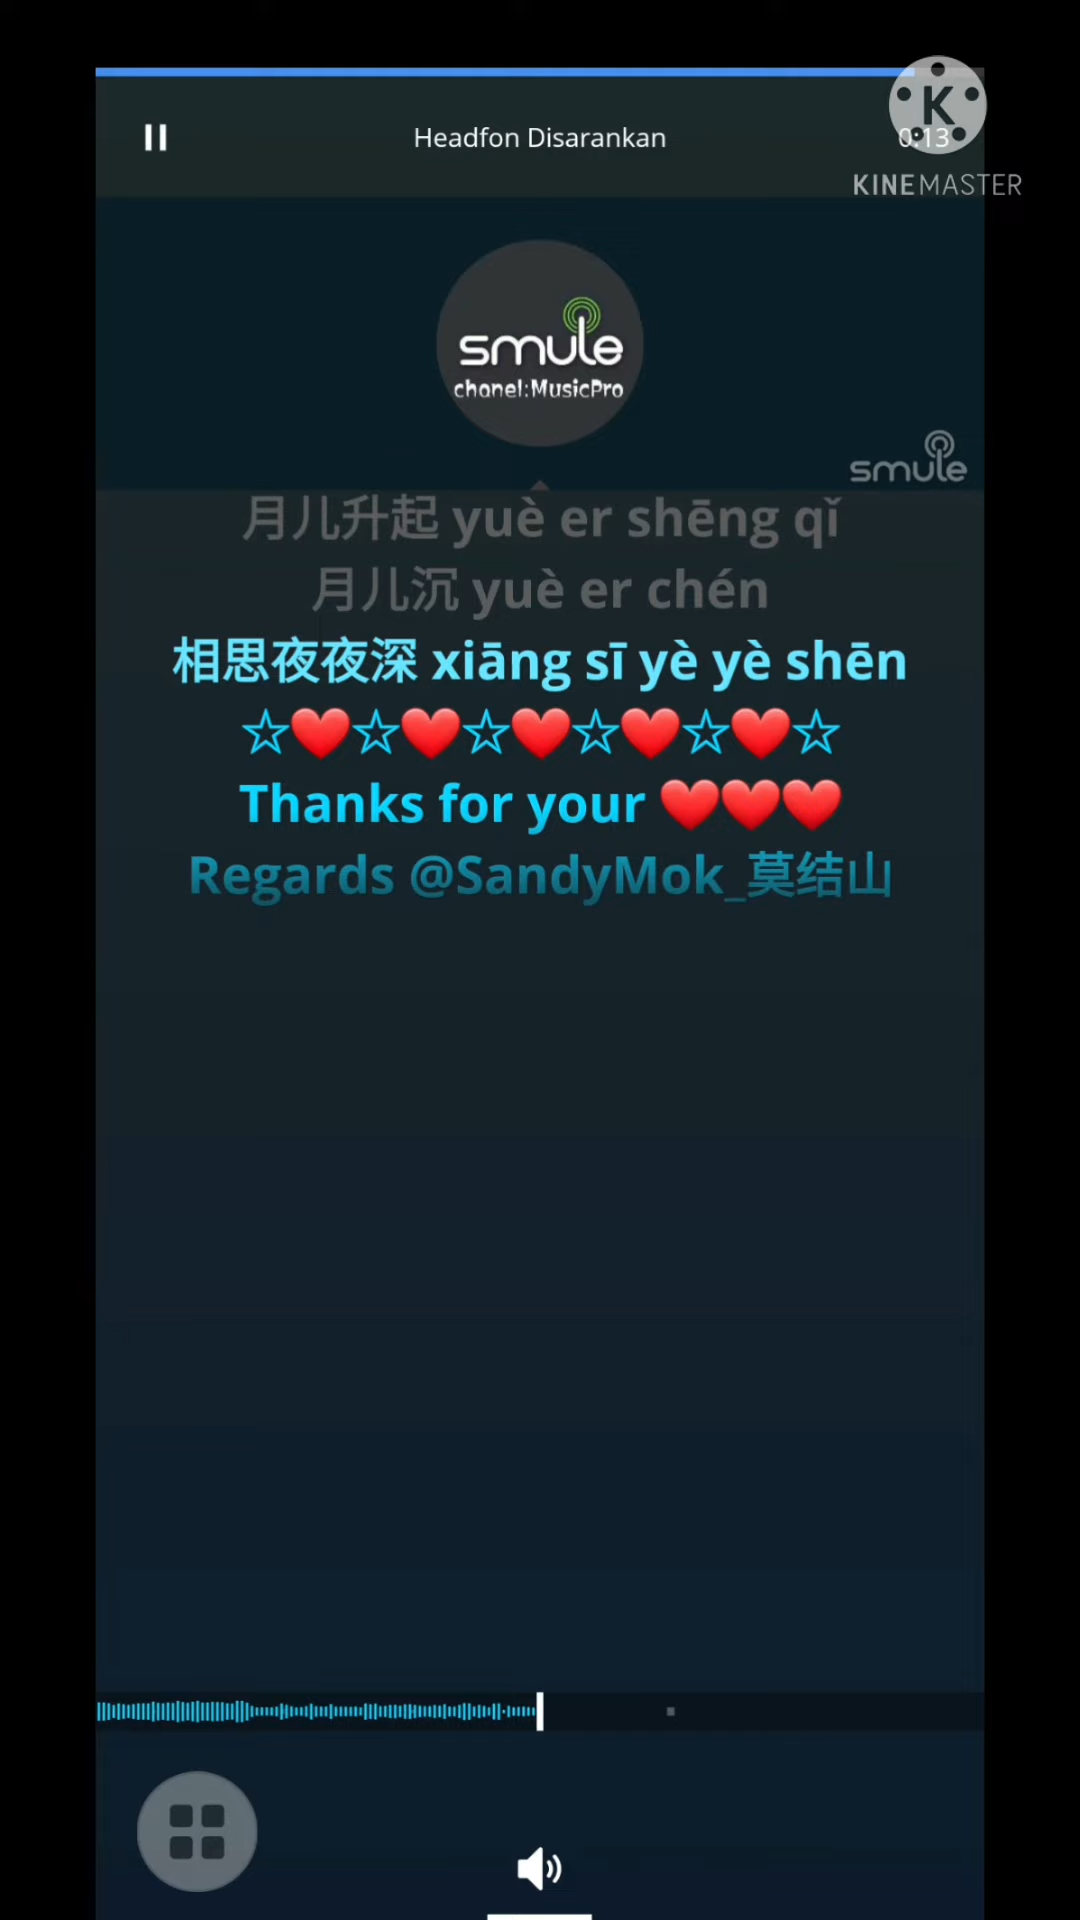 Headfon Disarankan
0:13
KINEMASTER
smule
chanel:MusicPro
smule
月儿升起 yuè er shēng qǐ
月儿沉 yuè er chén
相思夜夜深 xiāng sī yè yè shēn
☆❤️☆❤️☆❤️☆❤️☆❤️☆
Thanks for your ❤️❤️❤️
Regards @SandyMok_莫结山